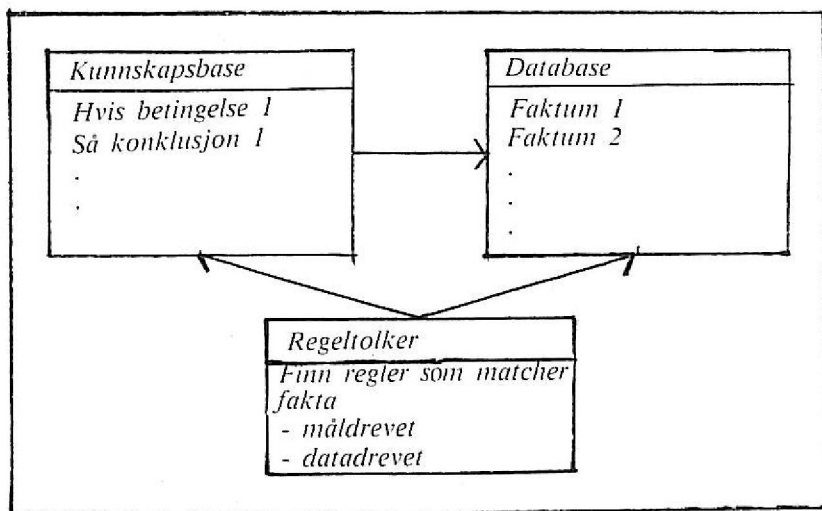 Kunnskapsbase
Hvis betingelse 1
Så konklusjon 1
.
.
Database
Faktum 1
Faktum 2
.
.
.
Regeltolker
Finn regler som matcher
fakta
- måldrevet
- datadrevet